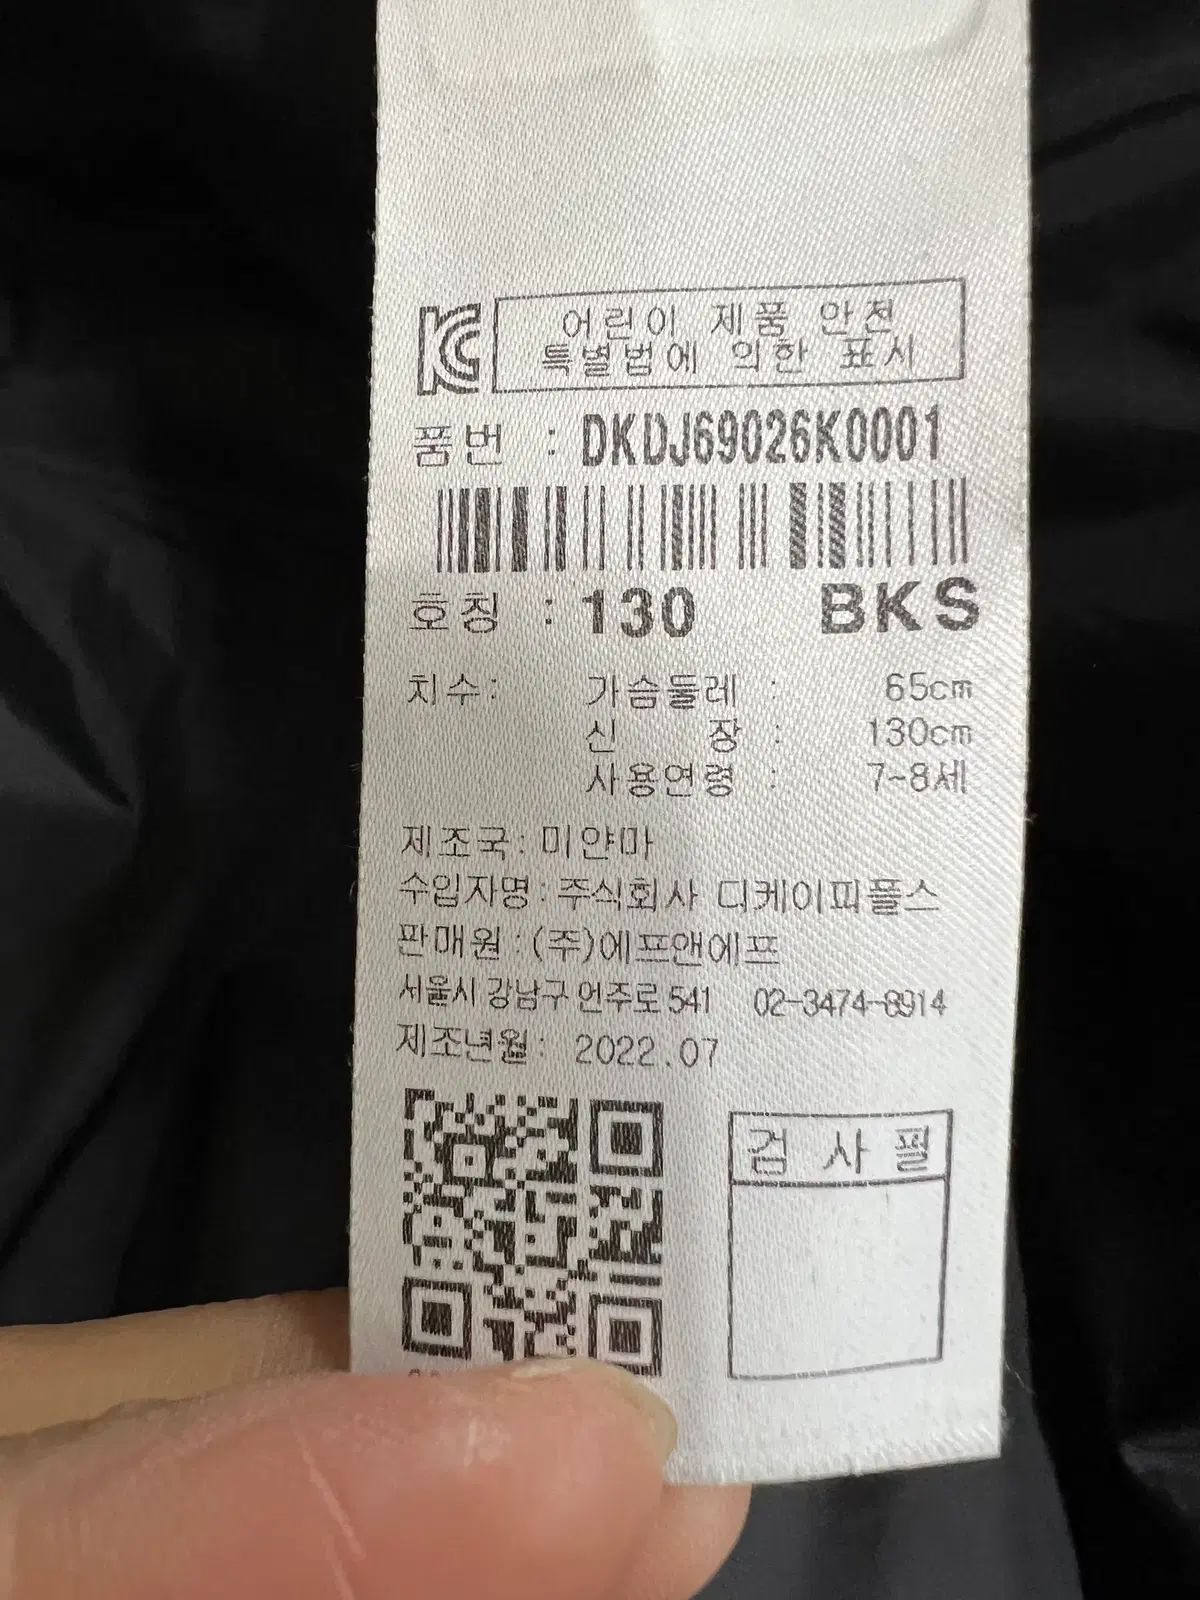 KC
어린이 제품 안전
특별법에 의한 표시
품번 : DKDJ69026K0001
호칭 : 130 BKS
치수: 가슴둘레 : 65cm
신 장 : 130cm
사용연령 : 7~8세
제조국: 미얀마
수입자명: 주식회사 디케이피플스
판매원:(주)에프앤에프
서울시 강남구 언주로 541 02-3474-8914
제조년월: 2022.07
검 사 필